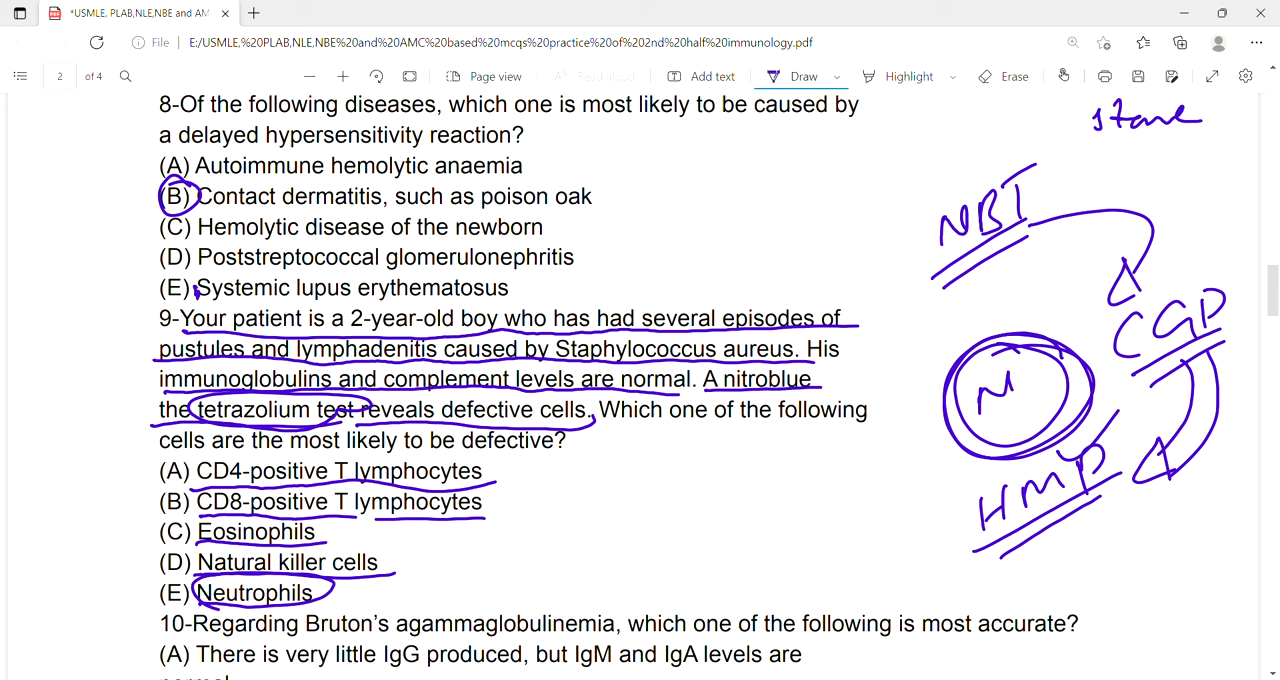 *USMLE, PLAB,NLE,NBE and AM
File E:/USMLE,%20PLAB,NLE,NBE%20and%20AMC%20based%20mcqs%20practice%20of%202nd%20half%20immunology.pdf
2 of 4 Page view Read aloud Add text Draw Highlight Erase
8-Of the following diseases, which one is most likely to be caused by
a delayed hypersensitivity reaction?
(A) Autoimmune hemolytic anaemia
(B) Contact dermatitis, such as poison oak
(C) Hemolytic disease of the newborn
(D) Poststreptococcal glomerulonephritis
(E) Systemic lupus erythematosus
9-Your patient is a 2-year-old boy who has had several episodes of
pustules and lymphadenitis caused by Staphylococcus aureus. His
immunoglobulins and complement levels are normal. A nitroblue
the tetrazolium test reveals defective cells. Which one of the following
cells are the most likely to be defective?
(A) CD4-positive T lymphocytes
(B) CD8-positive T lymphocytes
(C) Eosinophils
(D) Natural killer cells
(E) Neutrophils
10-Regarding Bruton's agammaglobulinemia, which one of the following is most accurate?
(A) There is very little IgG produced, but IgM and IgA levels are
NBT
CGD
N
HMP